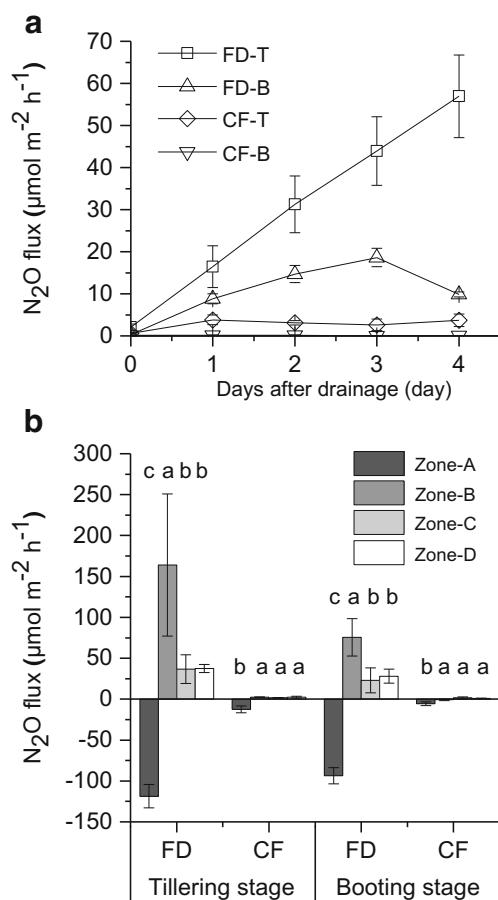 a
70
60
50
40
30
20
10
0
N₂O flux (μmol m⁻² h⁻¹)
FD-T
FD-B
CF-T
CF-B
0 1 2 3 4
Days after drainage (day)
b
300
250
200
150
100
50
0
-50
-100
-150
N₂O flux (μmol m⁻² h⁻¹)
Zone-A
Zone-B
Zone-C
Zone-D
c a b b
b a a a
c a b b
b a a a
FD CF FD CF
Tillering stage Booting stage